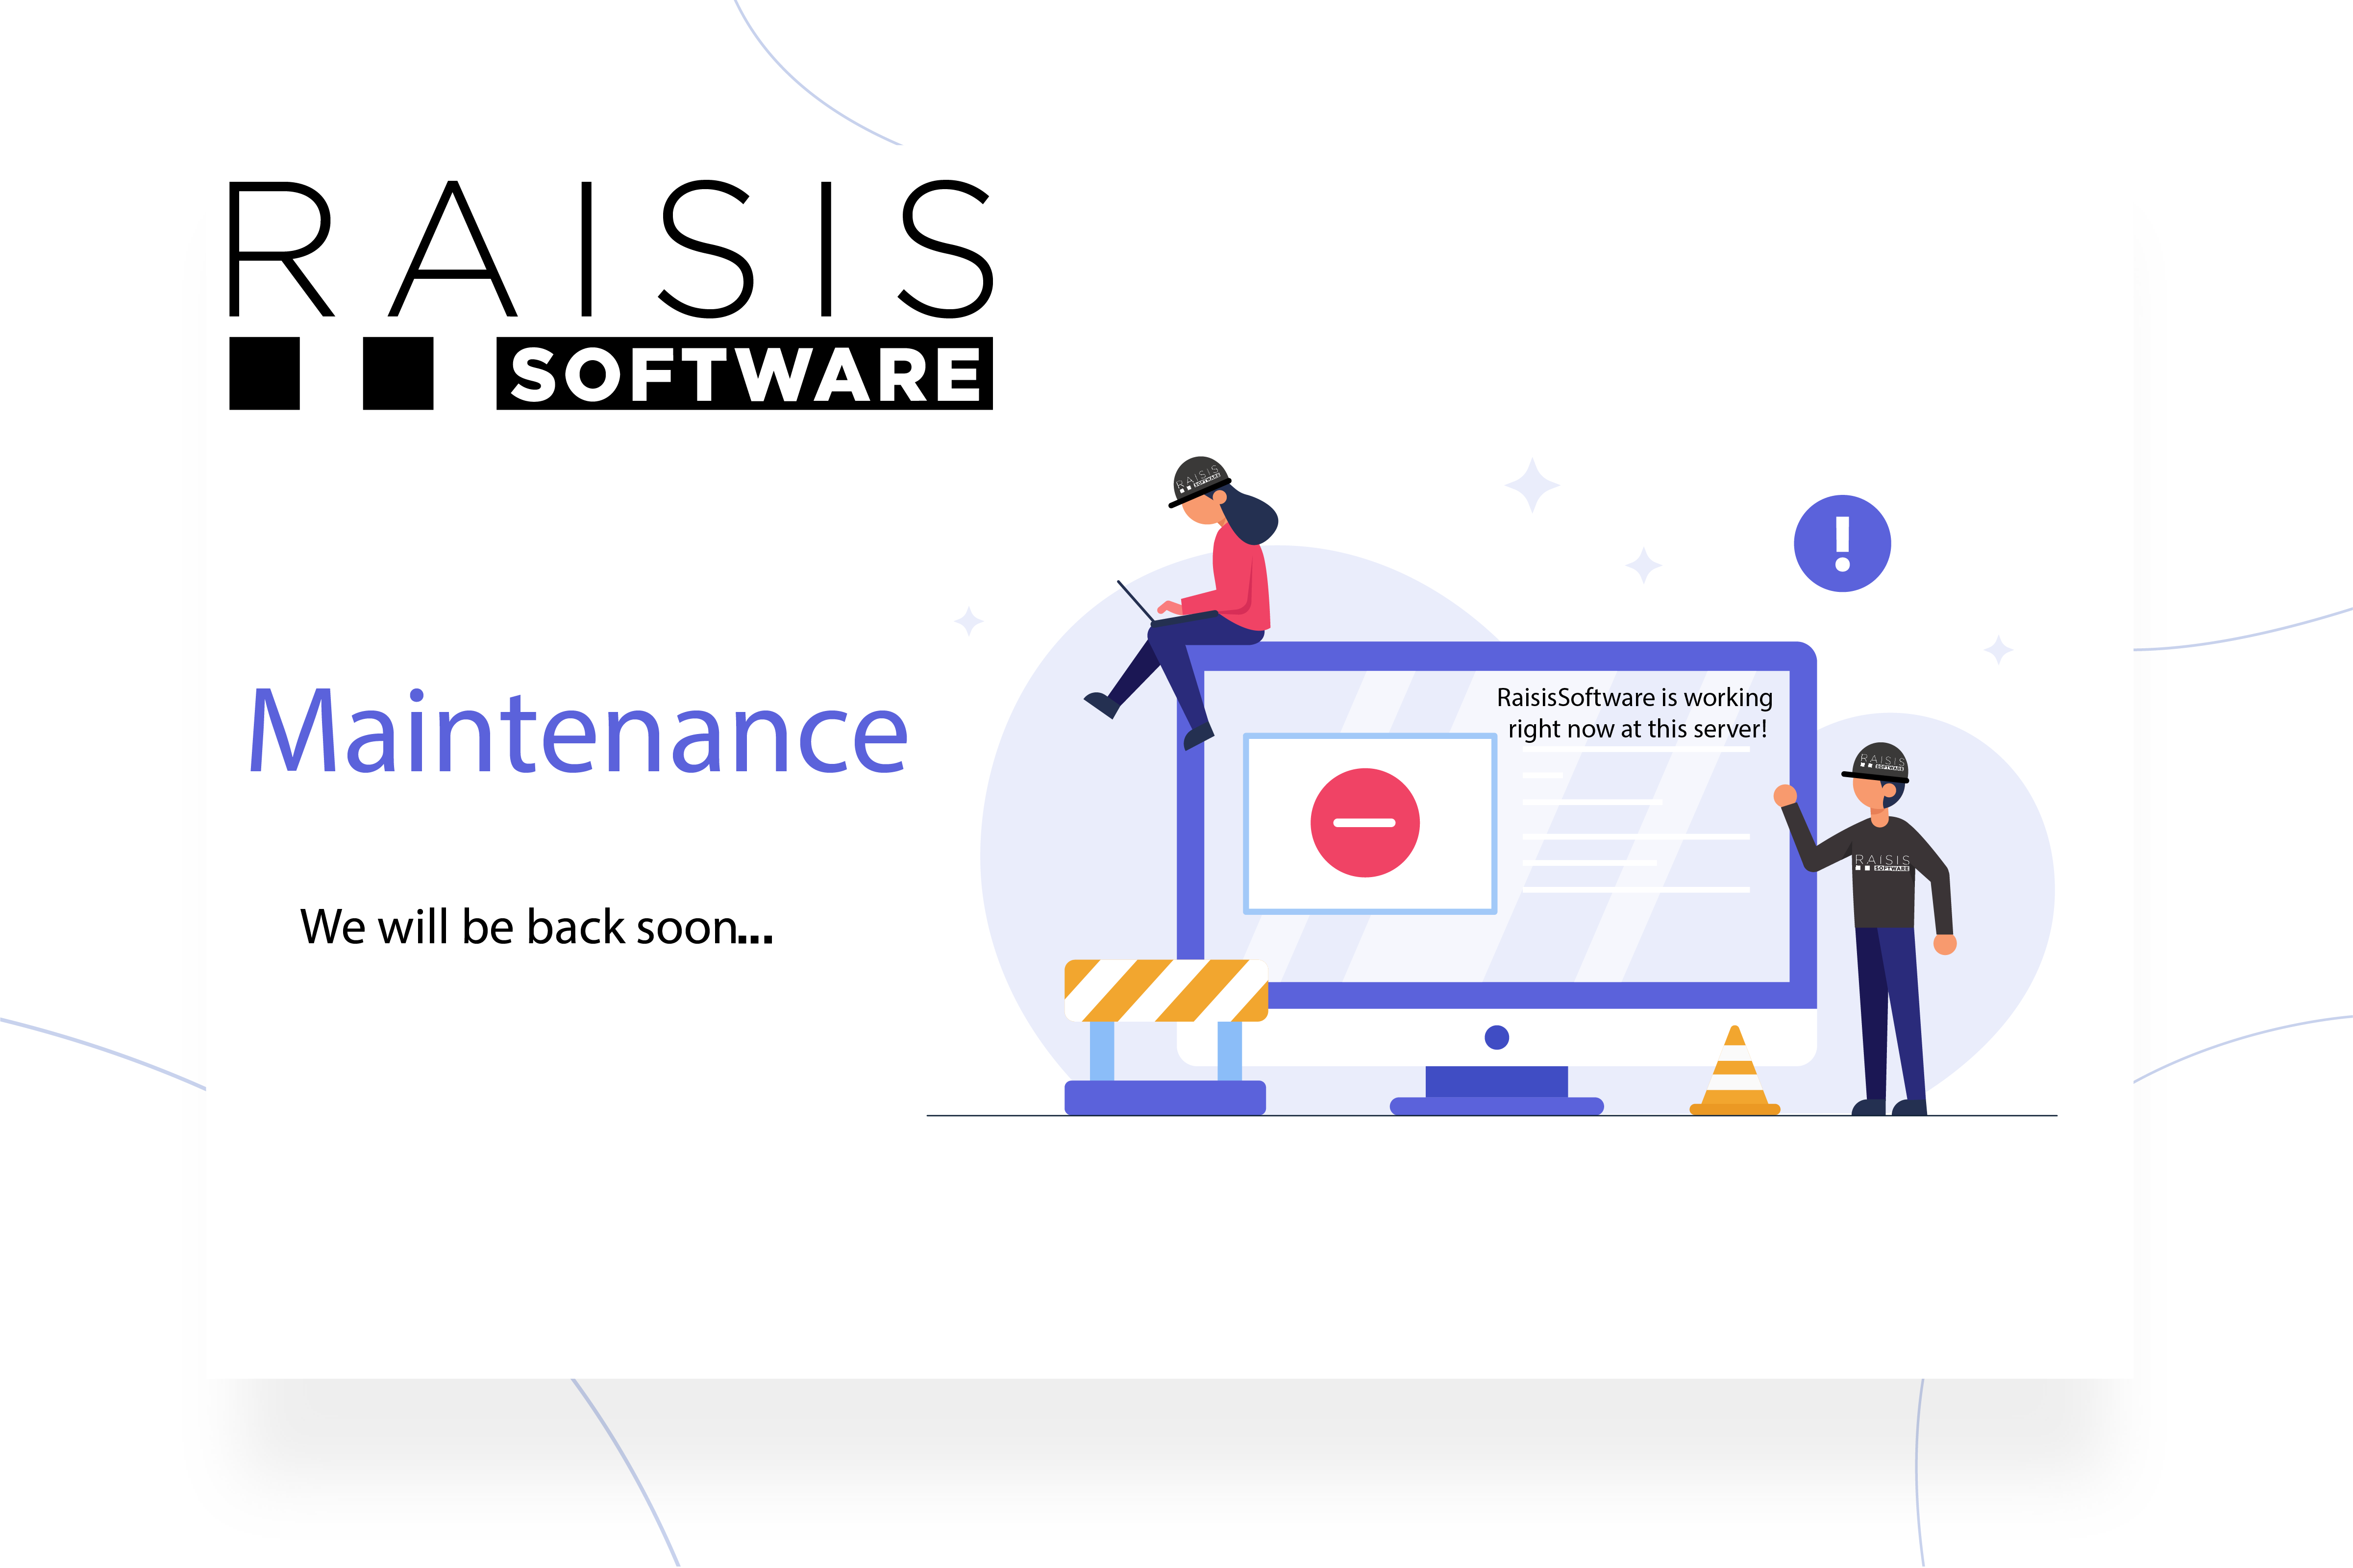 RAISIS
SOFTWARE
Maintenance
We will be back soon...
RaisisSoftware is working
right now at this server!
!
RAISIS
SOFTWARE
RAISIS
SOFTWARE
RAISIS
SOFTWARE